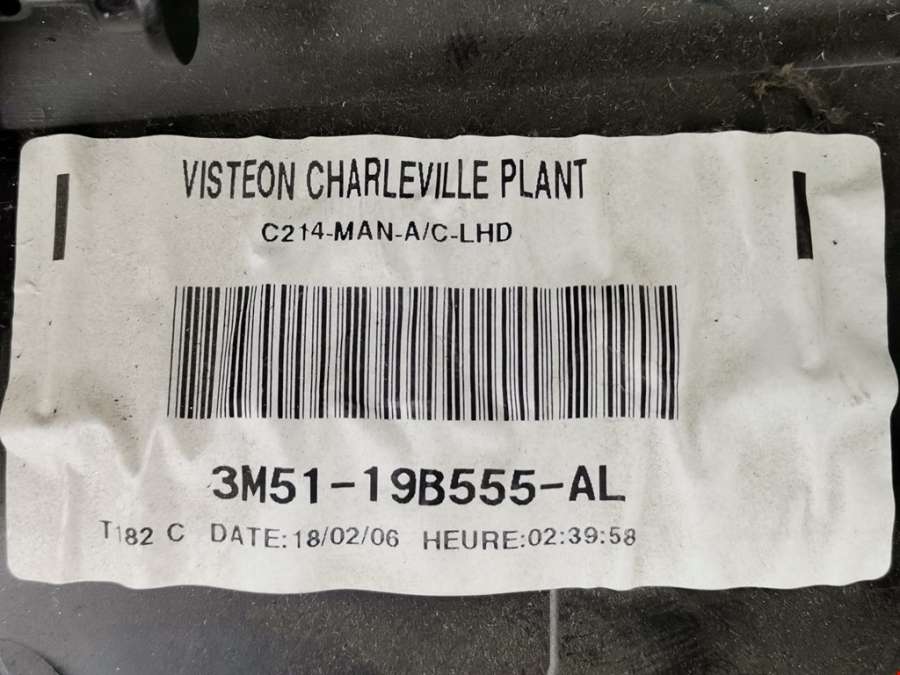 VISTEON CHARLEVILLE PLANT
C214-MAN-A/C-LHD
3M51-19B555-AL
T182 C DATE:18/02/06 HEURE:02:39:58